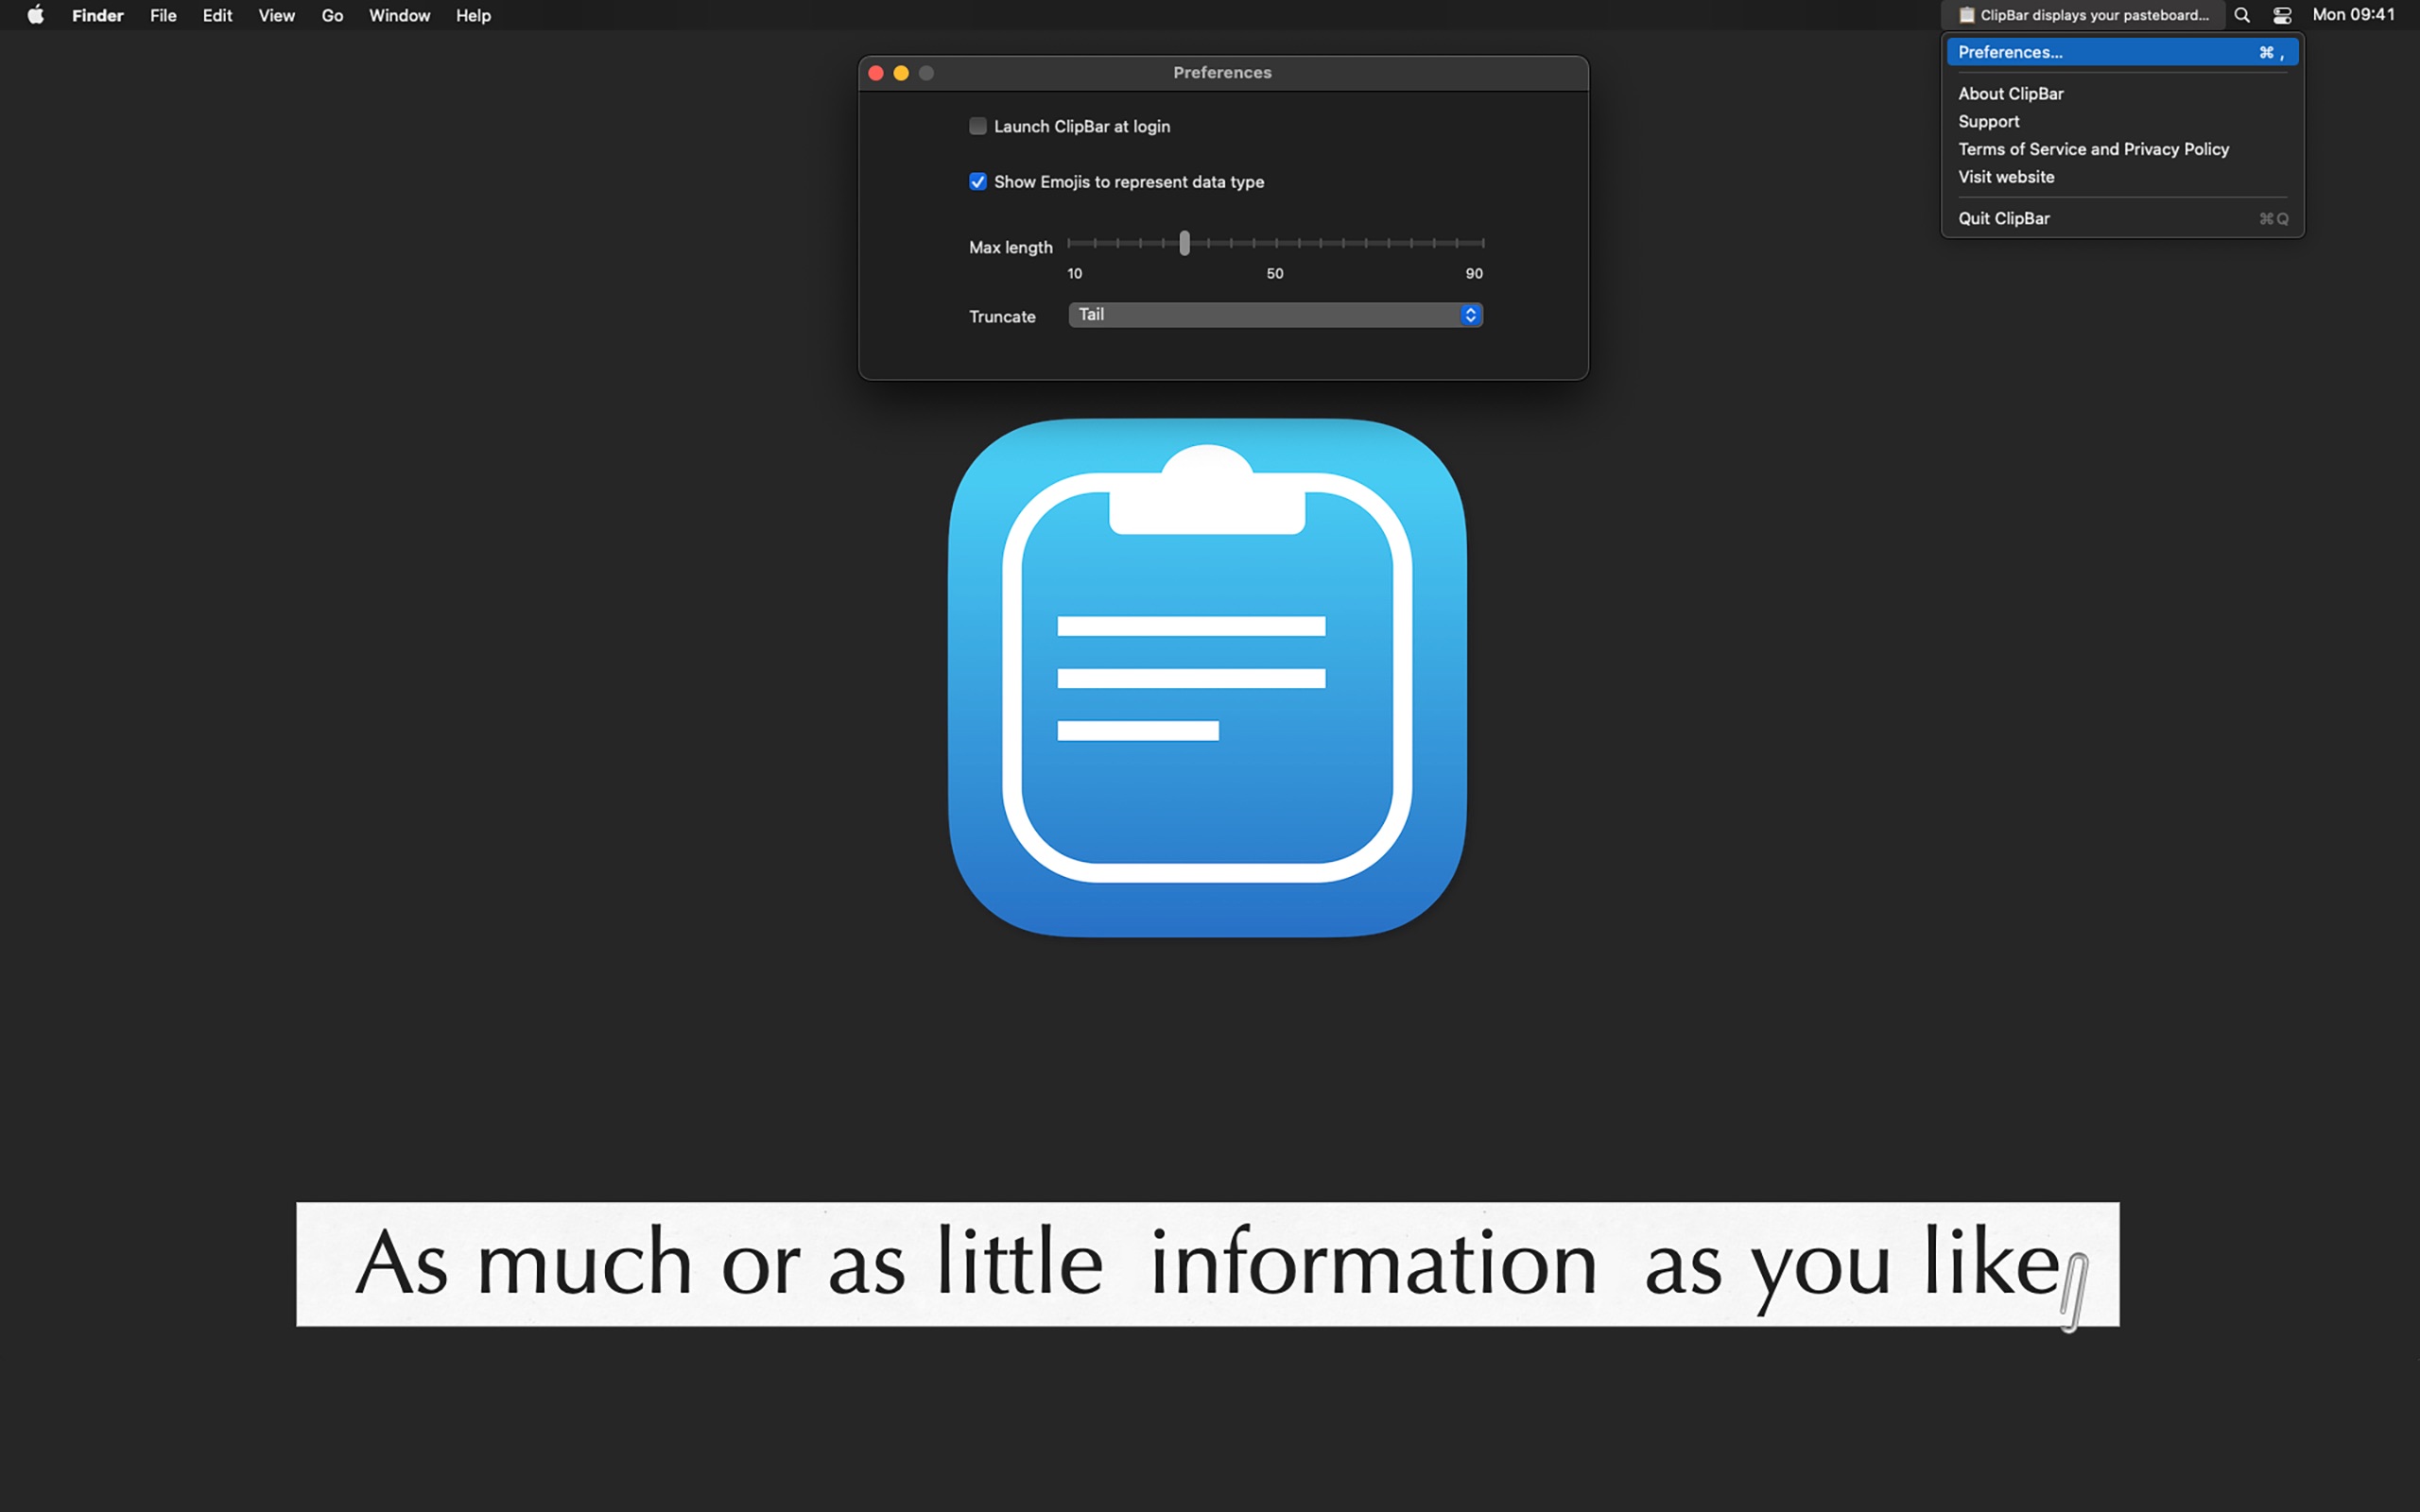 Finder File Edit View Go Window Help
📋 ClipBar displays your pasteboard... Mon 09:41
Preferences... ⌘ ,
About ClipBar
Support
Terms of Service and Privacy Policy
Visit website
Quit ClipBar ⌘Q
Preferences
Launch ClipBar at login
Show Emojis to represent data type
Max length
10 50 90
Truncate Tail
As much or as little information as you like